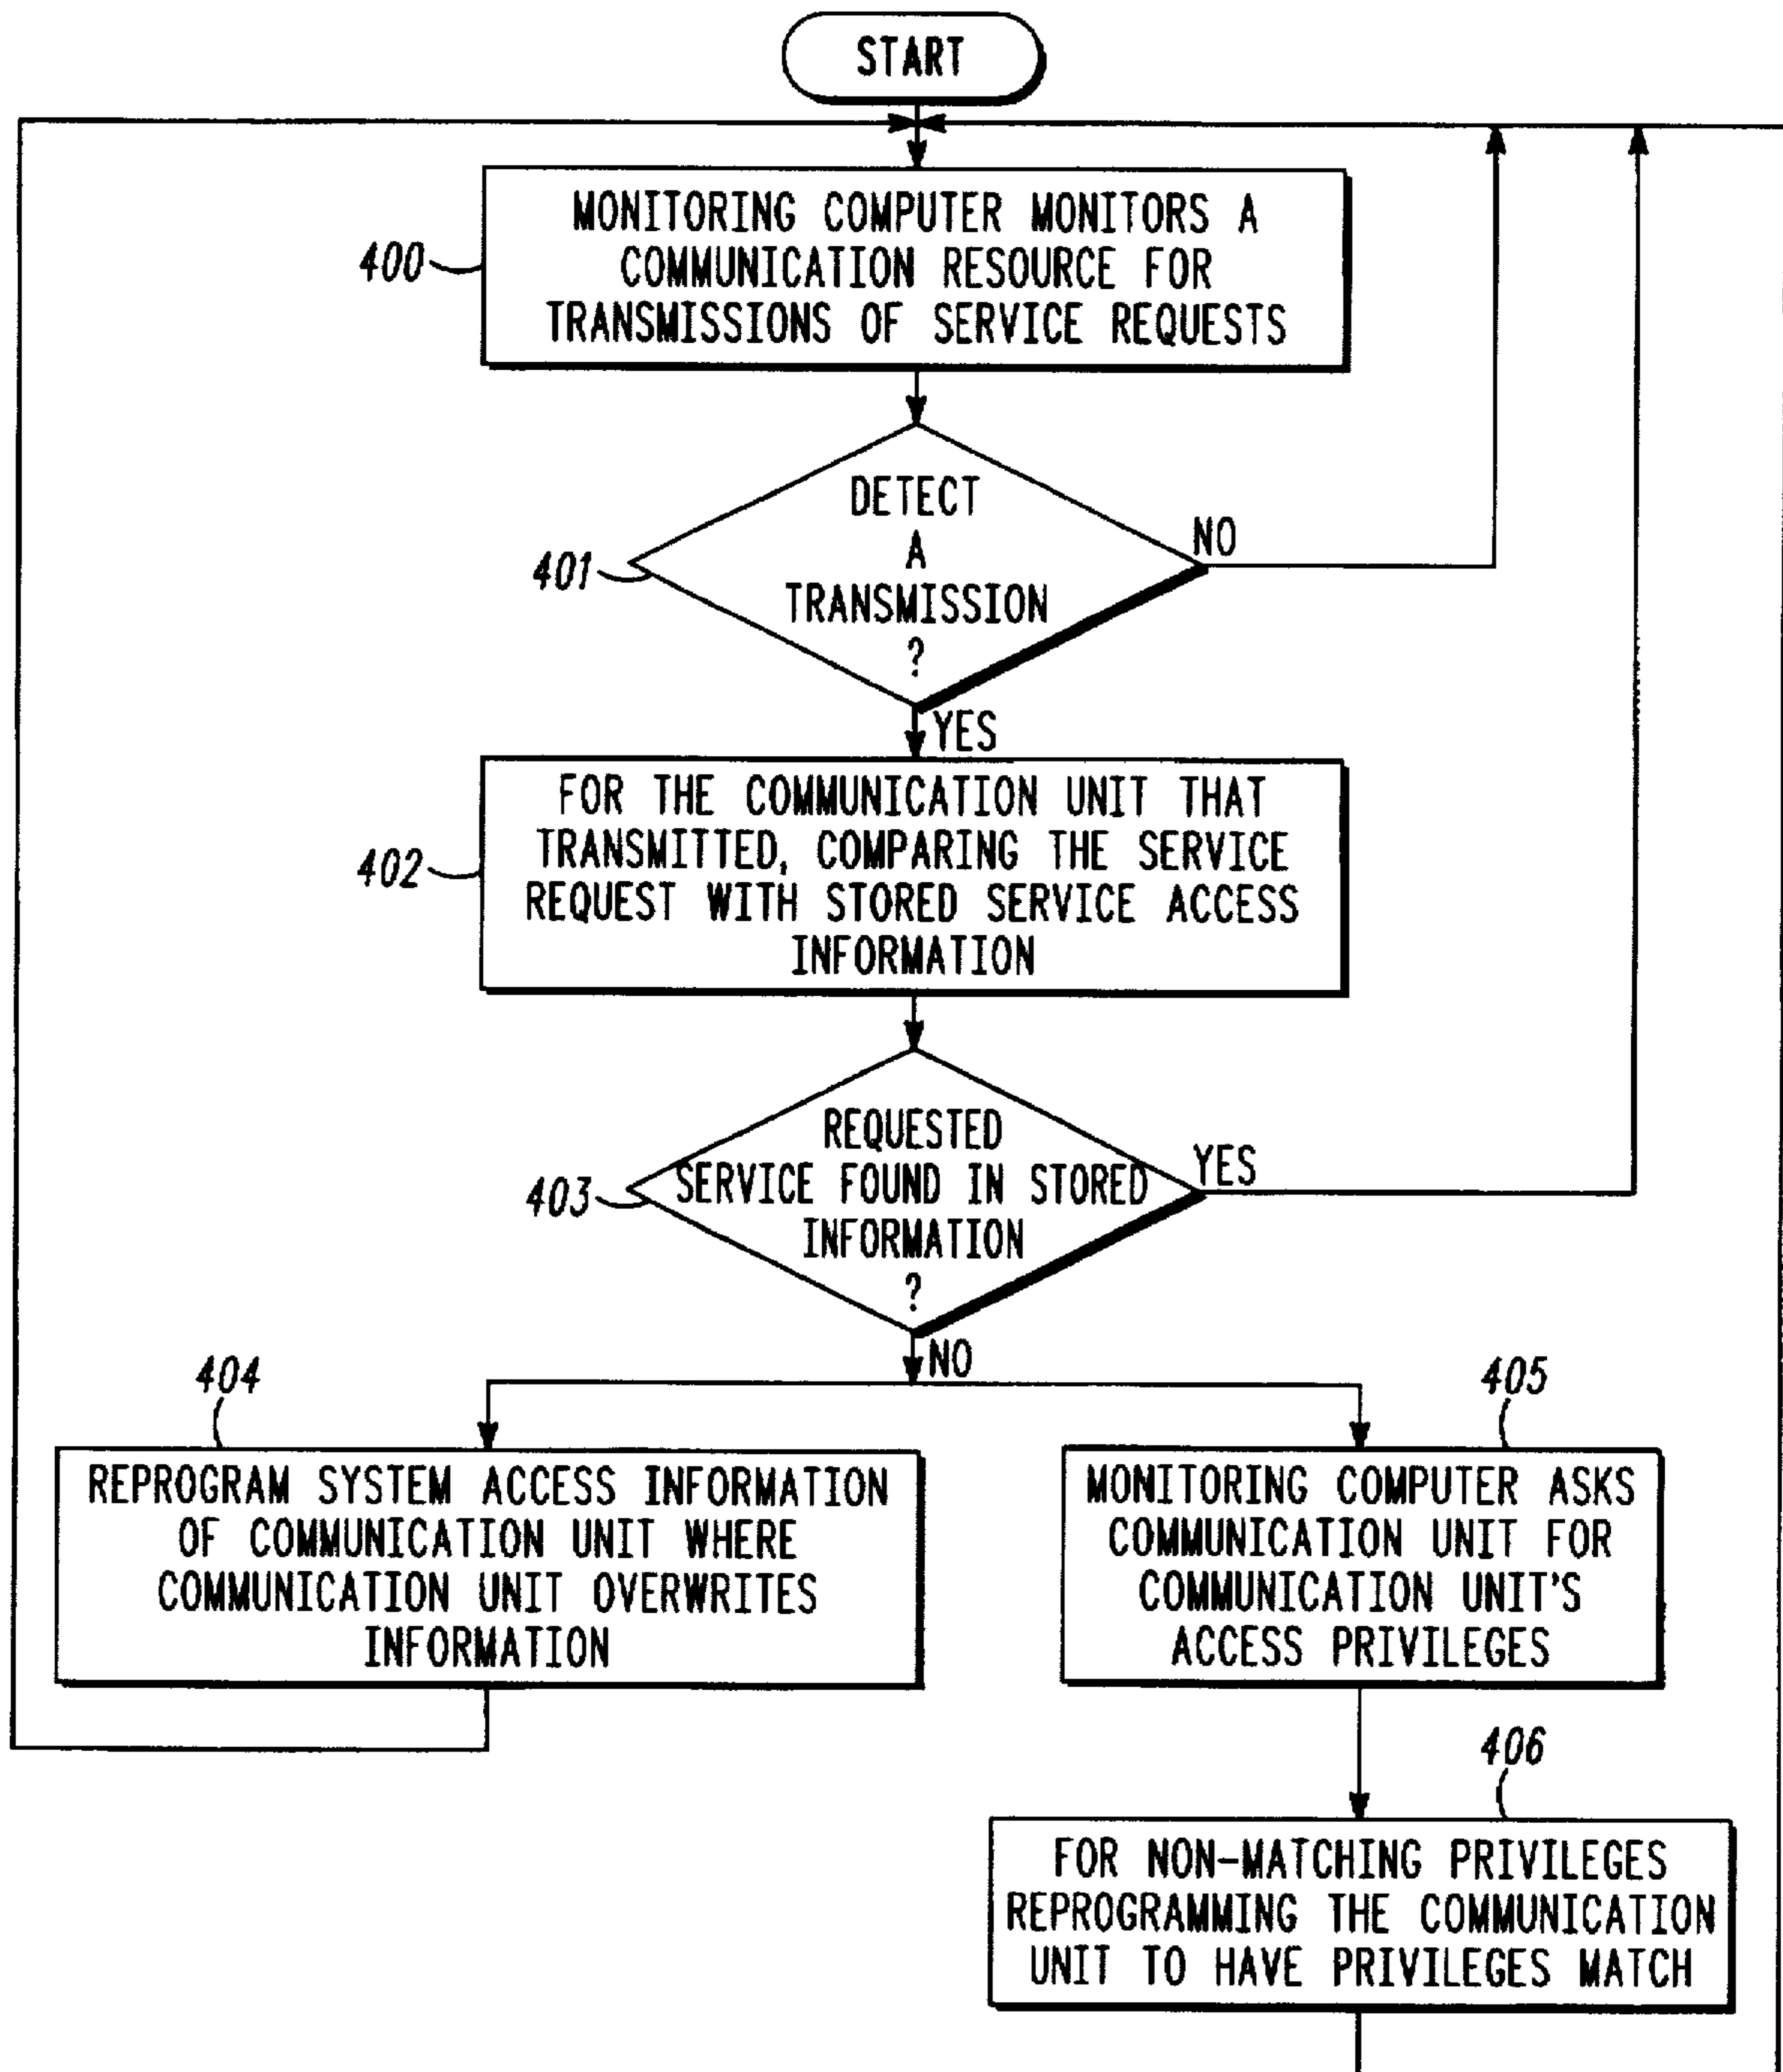 START
400
MONITORING COMPUTER MONITORS A
COMMUNICATION RESOURCE FOR
TRANSMISSIONS OF SERVICE REQUESTS
401
DETECT
A
TRANSMISSION
?
NO
YES
402
FOR THE COMMUNICATION UNIT THAT
TRANSMITTED, COMPARING THE SERVICE
REQUEST WITH STORED SERVICE ACCESS
INFORMATION
403
REQUESTED
SERVICE FOUND IN STORED
INFORMATION
?
YES
NO
404
REPROGRAM SYSTEM ACCESS INFORMATION
OF COMMUNICATION UNIT WHERE
COMMUNICATION UNIT OVERWRITES
INFORMATION
405
MONITORING COMPUTER ASKS
COMMUNICATION UNIT FOR
COMMUNICATION UNIT'S
ACCESS PRIVILEGES
406
FOR NON-MATCHING PRIVILEGES
REPROGRAMMING THE COMMUNICATION
UNIT TO HAVE PRIVILEGES MATCH